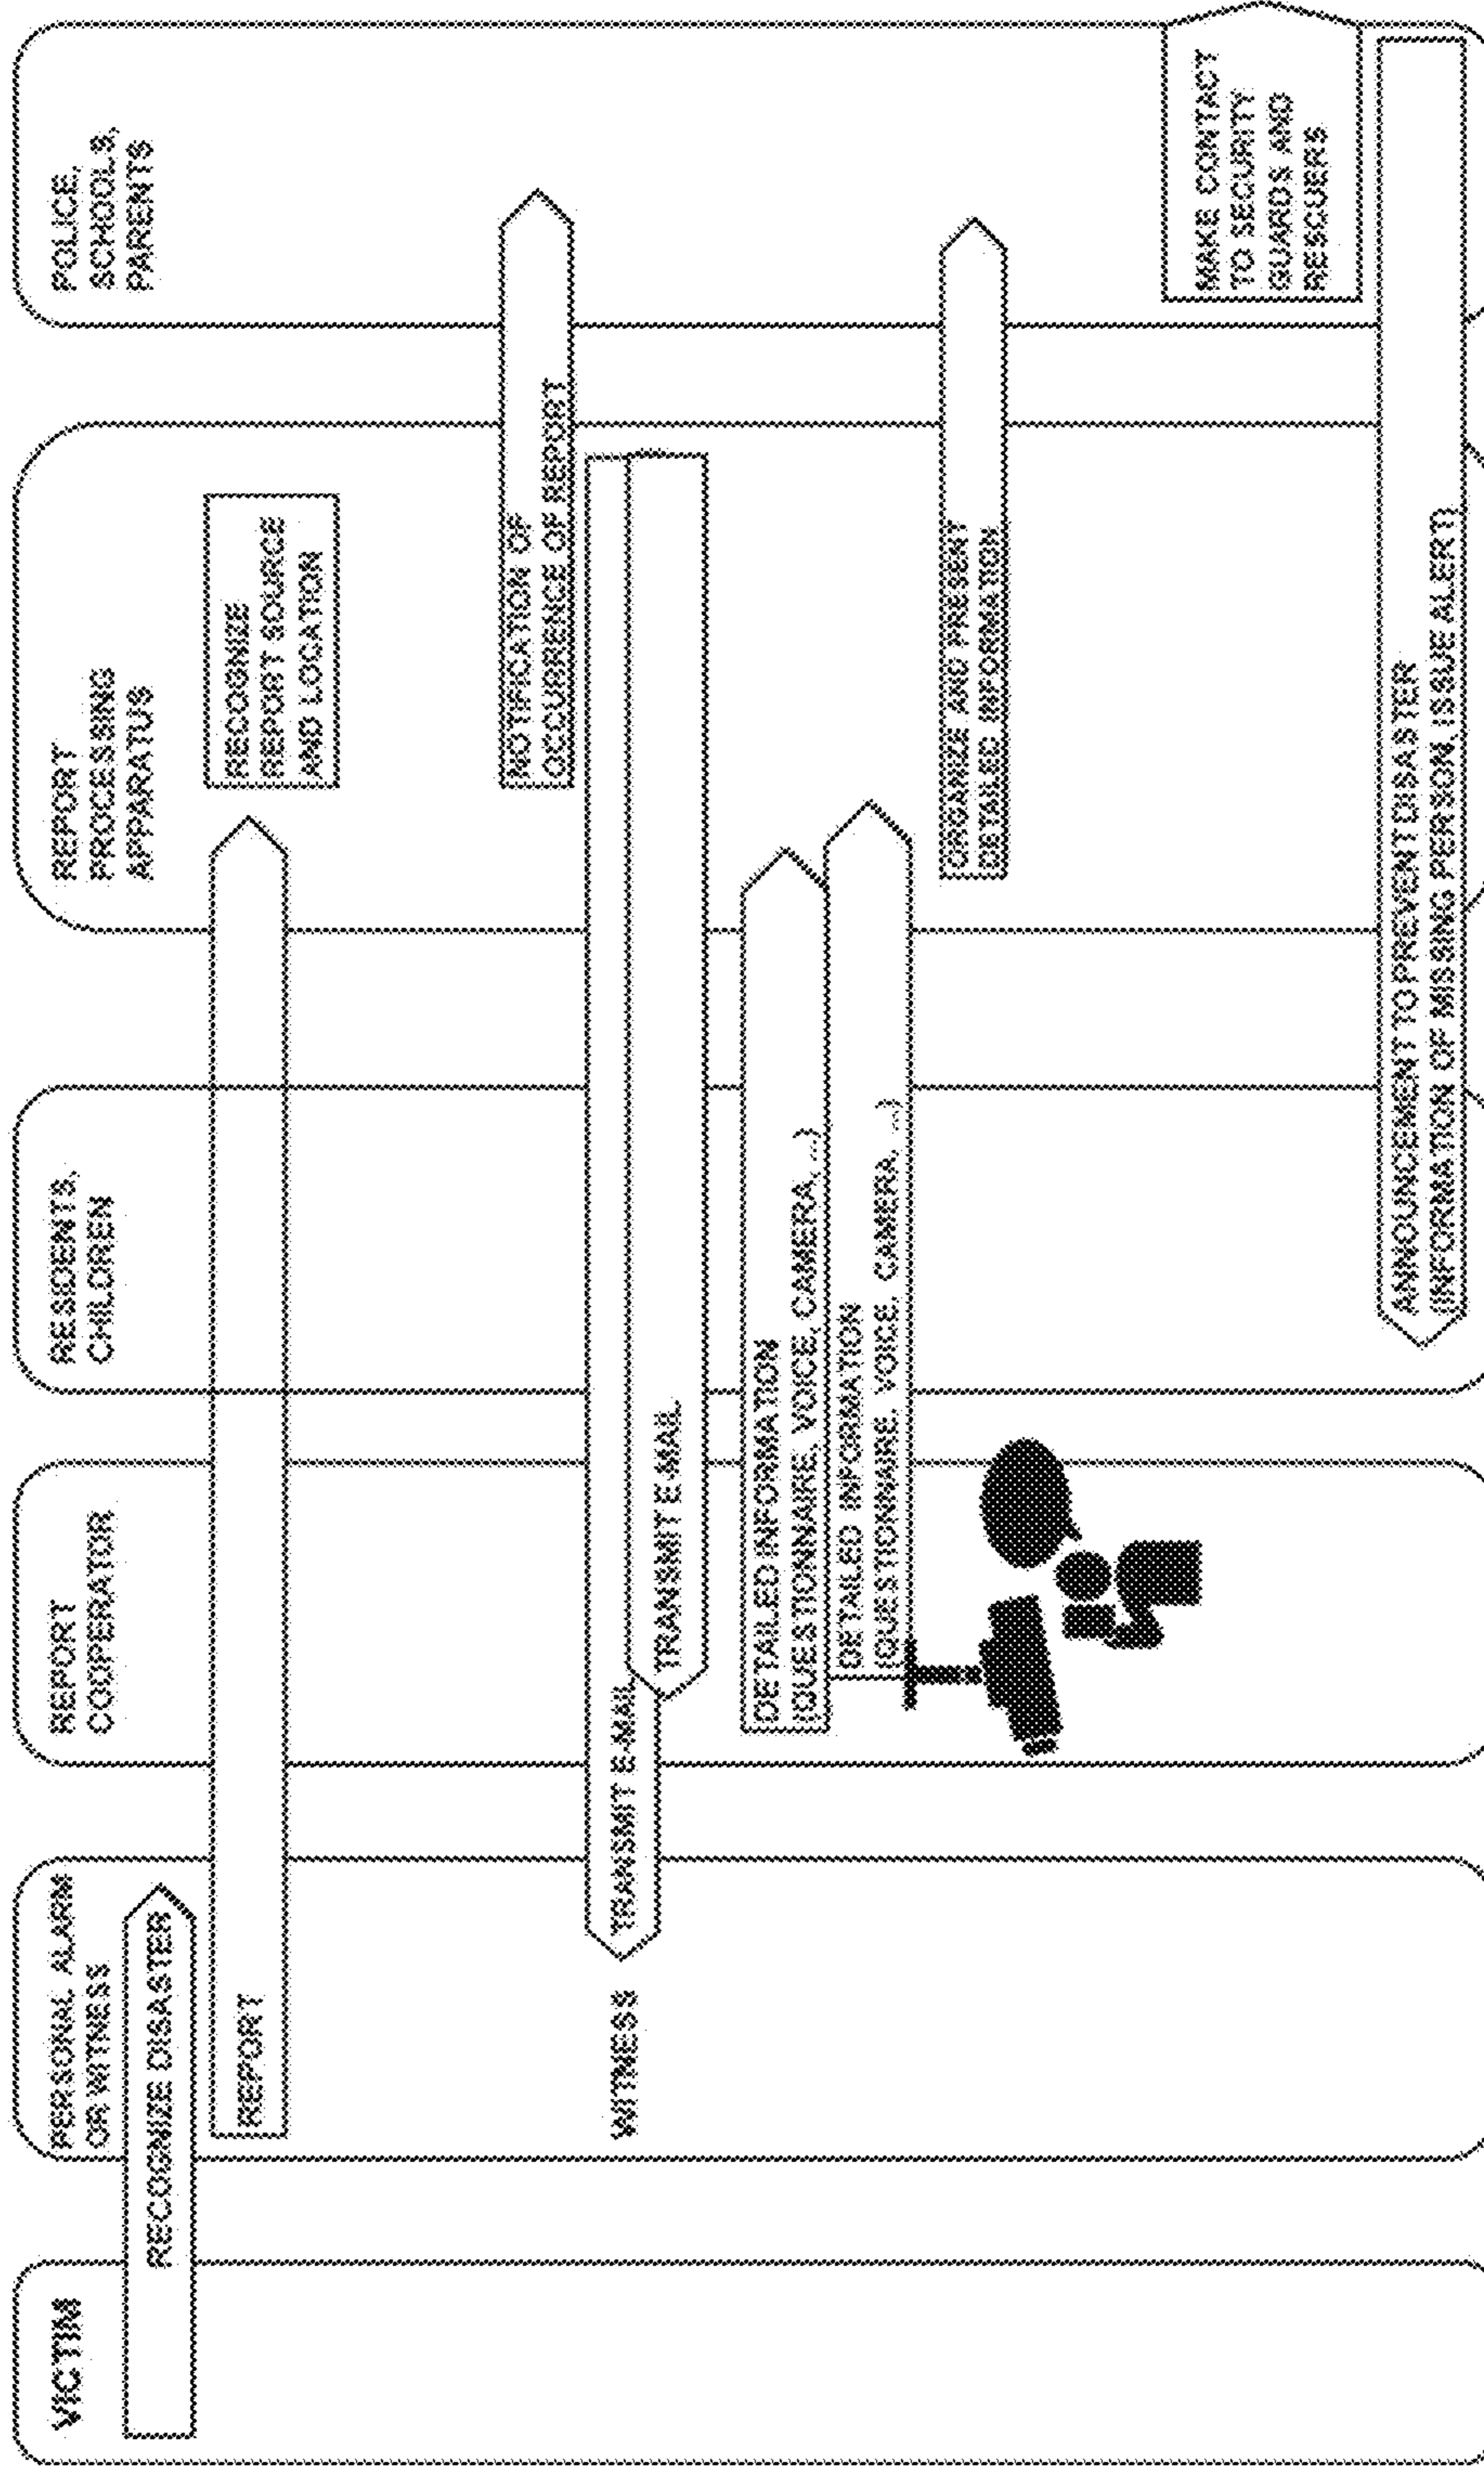 VICTIM
PERSONAL ALARM
OR WITNESS
REPORT
COOPERATOR
RESIDENTS,
CHILDREN
REPORT
PROCESSING
APPARATUS
POLICE,
SCHOOLS,
PARENTS
RECOGNIZE DISASTER
REPORT
RECOGNIZE
REPORT SOURCE
AND LOCATION
NOTIFICATION OF
OCCURRENCE OF REPORT
WITNESS
TRANSMIT E-MAIL
TRANSMIT E-MAIL
DETAILED INFORMATION
(QUESTIONNAIRE, VOICE, CAMERA, ...)
DETAILED INFORMATION
(QUESTIONNAIRE, VOICE, CAMERA, ...)
ORGANIZE AND PRESENT
DETAILED INFORMATION
MAKE CONTACT
TO SECURITY
GUARDS AND
RESCUERS
ANNOUNCEMENT TO PREVENT DISASTER
(INFORMATION OF MISSING PERSON, ISSUE ALERT)